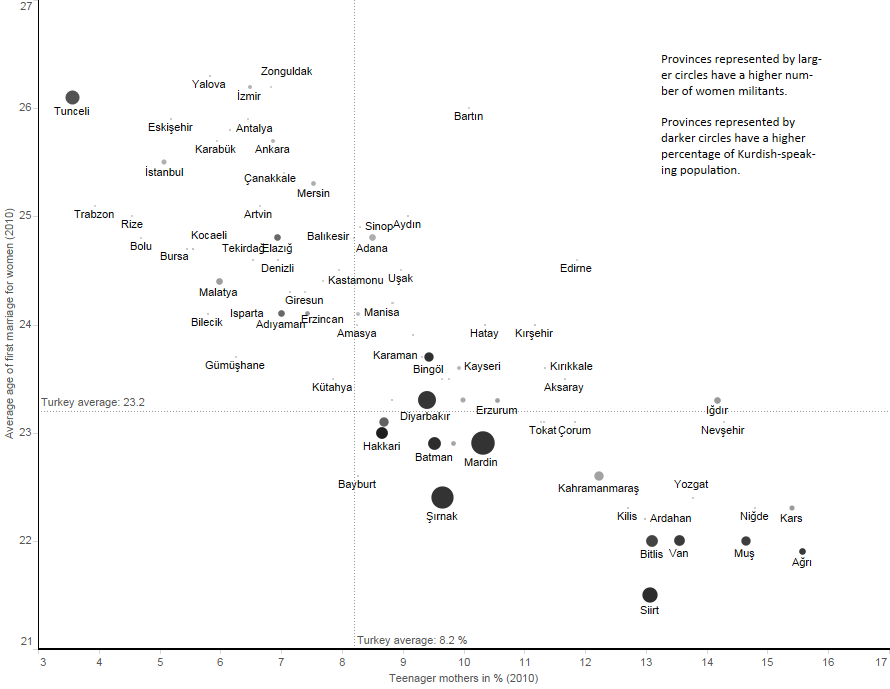 27
Provinces represented by larg-
er circles have a higher num-
ber of women militants.
Provinces represented by
darker circles have a higher
percentage of Kurdish-speak-
ing population.
Zonguldak
Yalova
İzmir
26
Tunceli
Bartın
Eskişehir
Antalya
Karabük
Ankara
İstanbul
Çanakkale
Mersin
25
Trabzon
Rize
Artvin
Sinop
Aydın
Kocaeli
Balıkesir
Bolu
Bursa
Tekirdağ
Elazığ
Adana
Denizli
Edirne
Kastamonu
Uşak
Malatya
Giresun
24
Bilecik
Isparta
Adıyaman
Erzincan
Manisa
Amasya
Hatay
Kırşehir
Karaman
Bingöl
Gümüşhane
Kayseri
Kırıkkale
Kütahya
Aksaray
Turkey average: 23.2
Diyarbakır
Erzurum
Iğdır
23
Hakkari
Tokat
Çorum
Nevşehir
Batman
Mardin
Bayburt
Kahramanmaraş
Yozgat
Şırnak
Kilis
Ardahan
Niğde
Kars
22
Bitlis
Van
Muş
Ağrı
Siirt
21
Turkey average: 8.2 %
3 4 5 6 7 8 9 10 11 12 13 14 15 16 17
Teenager mothers in % (2010)
Average age of first marriage for women (2010)